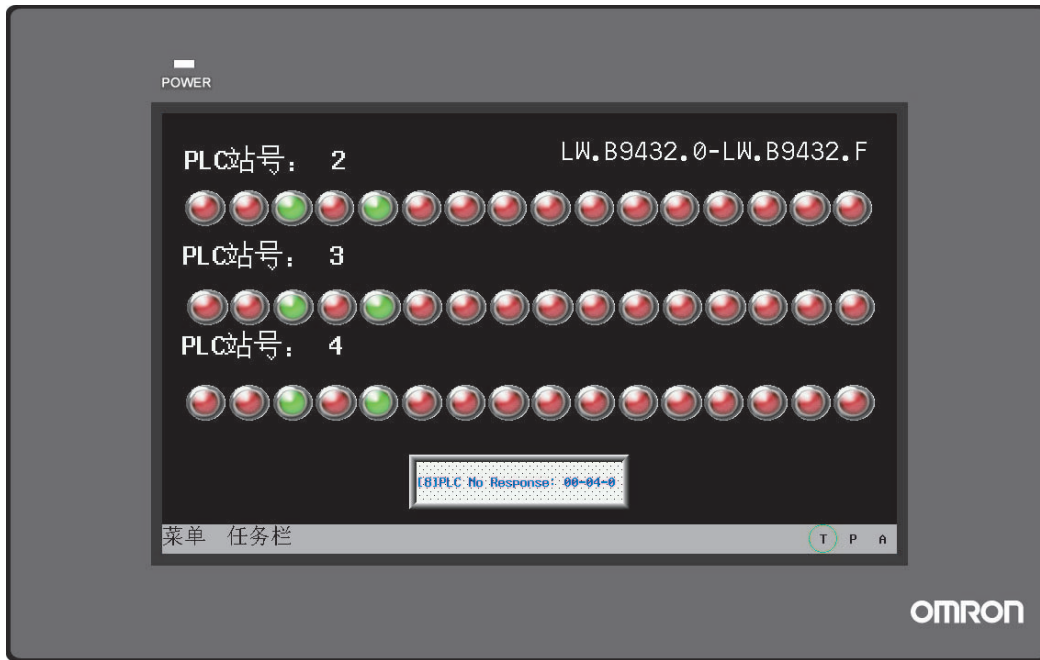 POWER
PLC站号： 2
LW.B9432.0-LW.B9432.F
PLC站号： 3
PLC站号： 4
[8]PLC No Response: 00-04-0
菜单 任务栏
T P A
OMRON